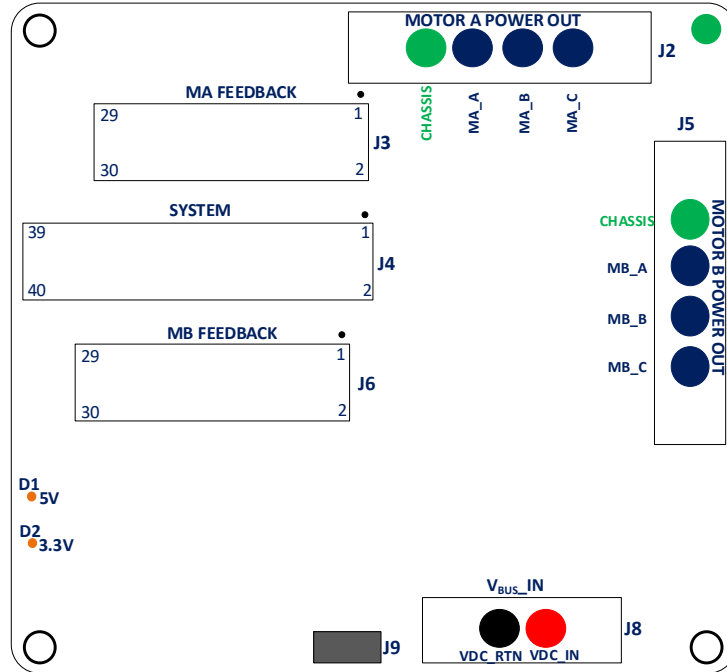 MOTOR A POWER OUT
J2
CHASSIS
MA_A
MA_B
MA_C
MA FEEDBACK
29
1
J3
30
2
J5
SYSTEM
39
1
J4
40
2
CHASSIS
MB_A
MB_B
MB_C
MOTOR B POWER OUT
MB FEEDBACK
29
1
J6
30
2
D1
5V
D2
3.3V
VBUS_IN
J8
VDC_RTN
VDC_IN
J9